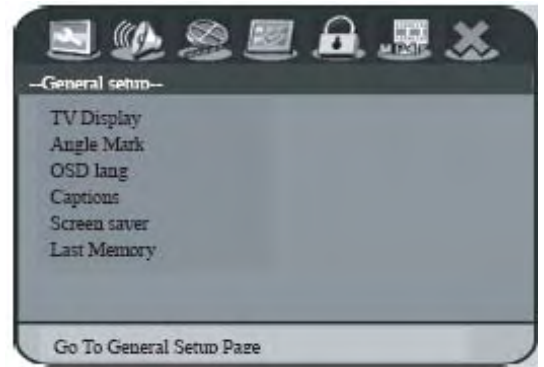 --General setup--
TV Display
Angle Mark
OSD lang
Captions
Screen saver
Last Memory
Go To General Setup Page